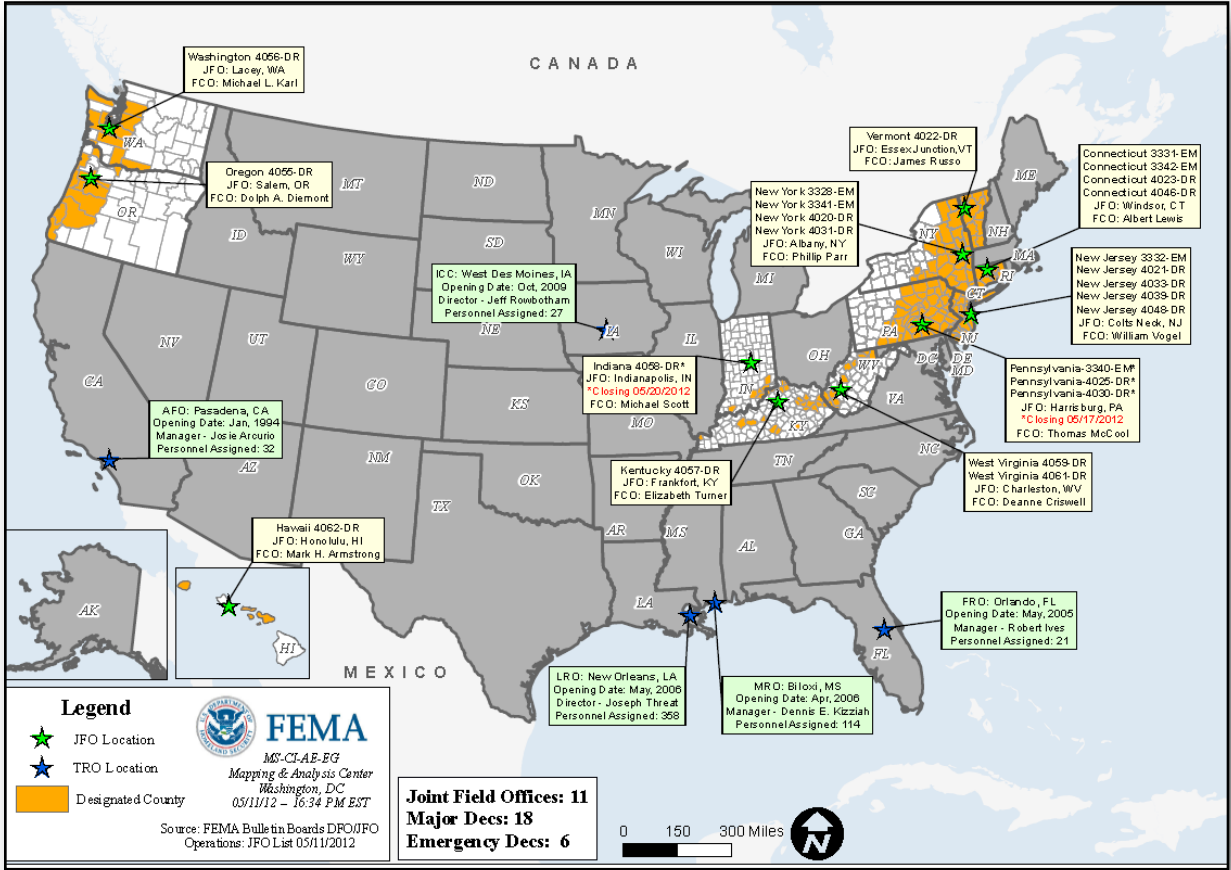 CANADA
Washington 4056-DR
JFO: Lacey, WA
FCO: Michael L. Karl
Oregon 4055-DR
JFO: Salem, OR
FCO: Dolph A. Diemont
Vermont 4022-DR
JFO: Essex Junction, VT
FCO: James Russo
Connecticut 3331-EM
Connecticut 3342-EM
Connecticut 4023-DR
Connecticut 4046-DR
JFO: Windsor, CT
FCO: Albert Lewis
New York 3328-EM
New York 3341-EM
New York 4020-DR
New York 4031-DR
JFO: Albany, NY
FCO: Phillip Parr
New Jersey 3332-EM
New Jersey 4021-DR
New Jersey 4033-DR
New Jersey 4039-DR
New Jersey 4048-DR
JFO: Colts Neck, NJ
FCO: William Vogel
ICC: West Des Moines, IA
Opening Date: Oct, 2009
Director - Jeff Rowbotham
Personnel Assigned: 27
Indiana 4058-DR*
JFO: Indianapolis, IN
*Closing 05/20/2012
FCO: Michael Scott
Pennsylvania-3340-EM*
Pennsylvania-4025-DR*
Pennsylvania-4030-DR*
JFO: Harrisburg, PA
*Closing 05/17/2012
FCO: Thomas McCool
AFO: Pasadena, CA
Opening Date: Jan, 1994
Manager - Josie Arcurio
Personnel Assigned: 32
Kentucky 4057-DR
JFO: Frankfort, KY
FCO: Elizabeth Turner
West Virginia 4059-DR
West Virginia 4061-DR
JFO: Charleston, WV
FCO: Deanne Criswell
Hawaii 4062-DR
JFO: Honolulu, HI
FCO: Mark H. Armstrong
FRO: Orlando, FL
Opening Date: May, 2005
Manager - Robert Ives
Personnel Assigned: 21
LRO: New Orleans, LA
Opening Date: May, 2006
Director - Joseph Threat
Personnel Assigned: 358
MRO: Biloxi, MS
Opening Date: Apr, 2006
Manager - Dennis E. Kizziah
Personnel Assigned: 114
WA
OR
MT
ND
MN
ID
SD
WY
WI
MI
NY
ME
NH
MA
RI
CT
NV
UT
CO
NE
IA
IL
IN
OH
PA
NJ
DE
MD
DC
WV
VA
CA
KS
MO
KY
NC
AZ
NM
OK
AR
TN
SC
TX
LA
MS
AL
GA
FL
AK
HI
MEXICO
Legend
JFO Location
TRO Location
Designated County
FEMA
MS-CI-AE-EG
Mapping & Analysis Center
Washington, DC
05/11/12 – 16:34 PM EST
Source: FEMA Bulletin Boards DFO/JFO
Operations: JFO List 05/11/2012
Joint Field Offices: 11
Major Decs: 18
Emergency Decs: 6
0 150 300 Miles
N